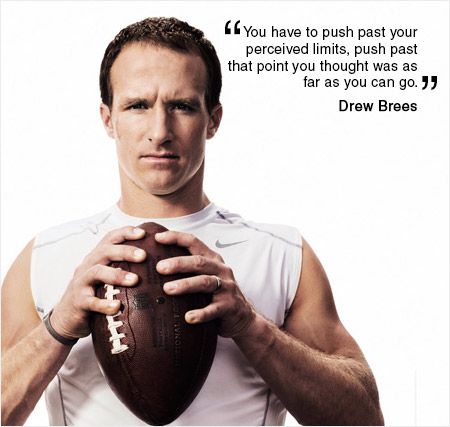 “You have to push past your
perceived limits, push past
that point you thought was as
far as you can go.”
Drew Brees